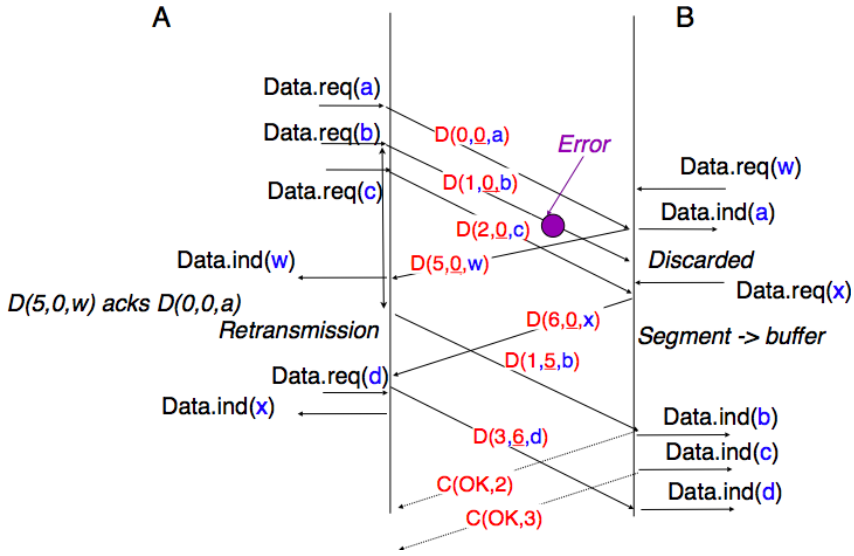 A
B
Data.req(a)
Data.req(b)
D(0,0,a)
Error
Data.req(w)
Data.req(c)
D(1,0,b)
Data.ind(a)
D(2,0,c)
Data.ind(w)
D(5,0,w)
Discarded
Data.req(x)
D(5,0,w) acks D(0,0,a)
Retransmission
D(6,0,x)
Segment -> buffer
D(1,5,b)
Data.req(d)
Data.ind(x)
Data.ind(b)
D(3,6,d)
Data.ind(c)
C(OK,2)
Data.ind(d)
C(OK,3)